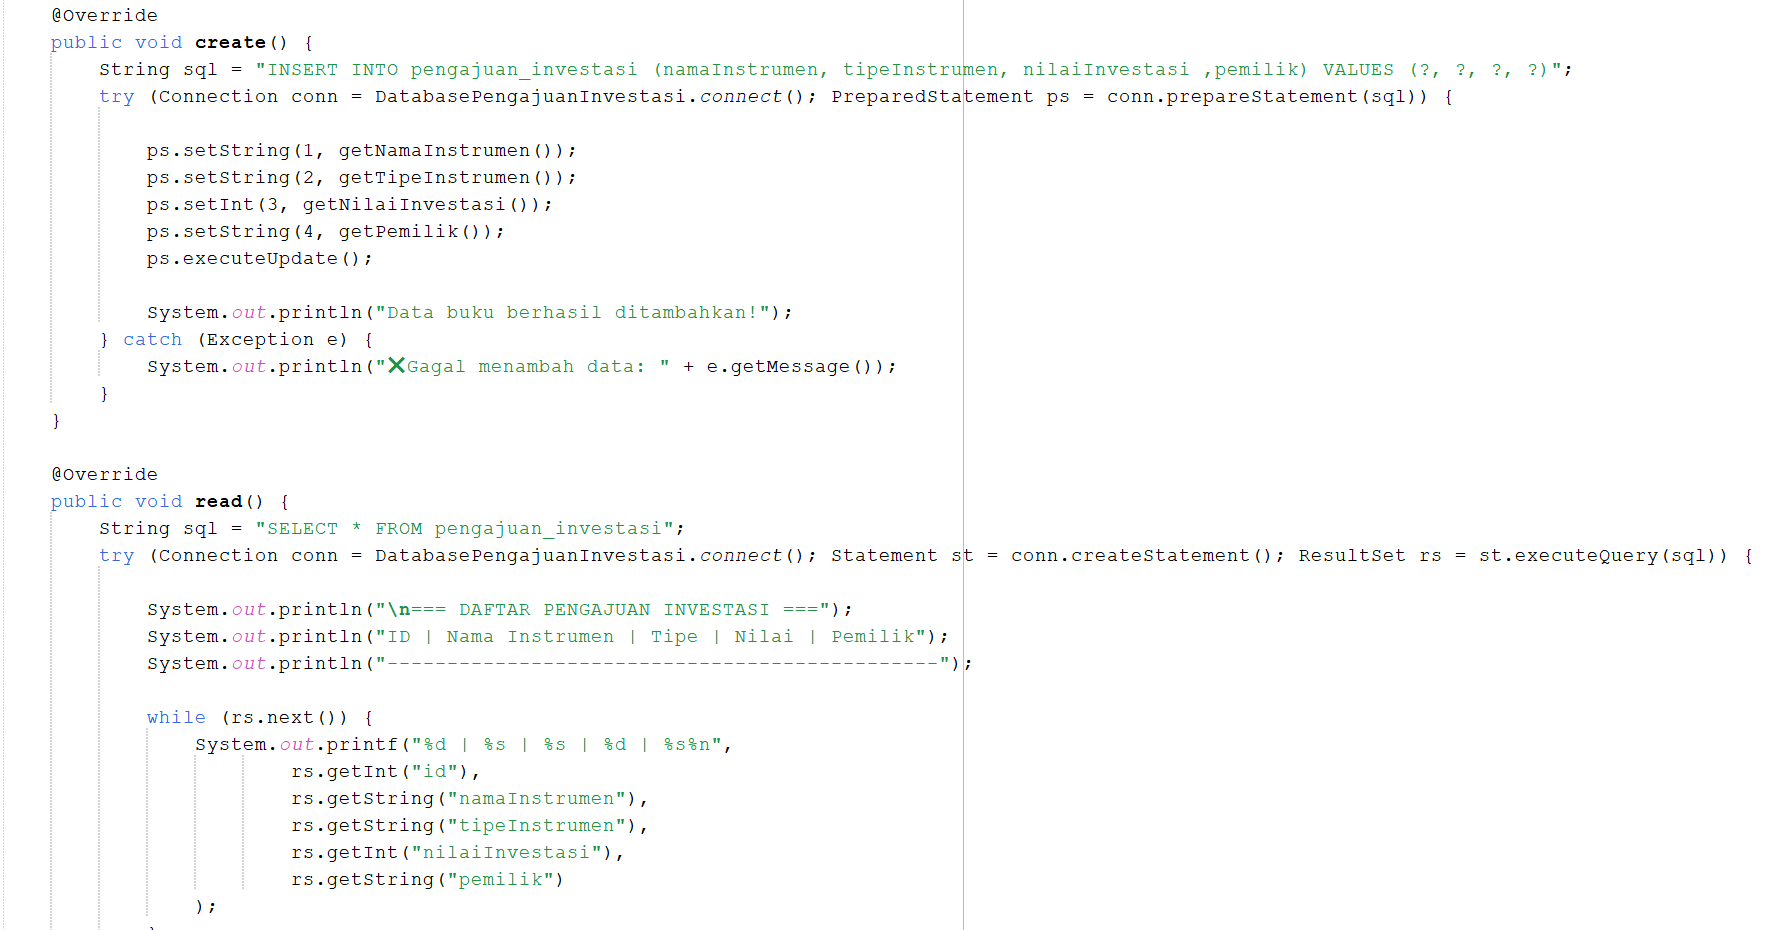 @Override
public void create() {
String sql = "INSERT INTO pengajuan_investasi (namaInstrumen, tipeInstrumen, nilaiInvestasi ,pemilik) VALUES (?, ?, ?, ?)";
try (Connection conn = DatabasePengajuanInvestasi.connect(); PreparedStatement ps = conn.prepareStatement(sql)) {
ps.setString(1, getNamaInstrumen());
ps.setString(2, getTipeInstrumen());
ps.setInt(3, getNilaiInvestasi());
ps.setString(4, getPemilik());
ps.executeUpdate();
System.out.println("Data buku berhasil ditambahkan!");
} catch (Exception e) {
System.out.println("❌Gagal menambah data: " + e.getMessage());
}
}
@Override
public void read() {
String sql = "SELECT * FROM pengajuan_investasi";
try (Connection conn = DatabasePengajuanInvestasi.connect(); Statement st = conn.createStatement(); ResultSet rs = st.executeQuery(sql)) {
System.out.println("\n=== DAFTAR PENGAJUAN INVESTASI ===");
System.out.println("ID | Nama Instrumen | Tipe | Nilai | Pemilik");
System.out.println("----------------------------------------------");
while (rs.next()) {
System.out.printf("%d | %s | %s | %d | %s%n",
rs.getInt("id"),
rs.getString("namaInstrumen"),
rs.getString("tipeInstrumen"),
rs.getInt("nilaiInvestasi"),
rs.getString("pemilik")
);